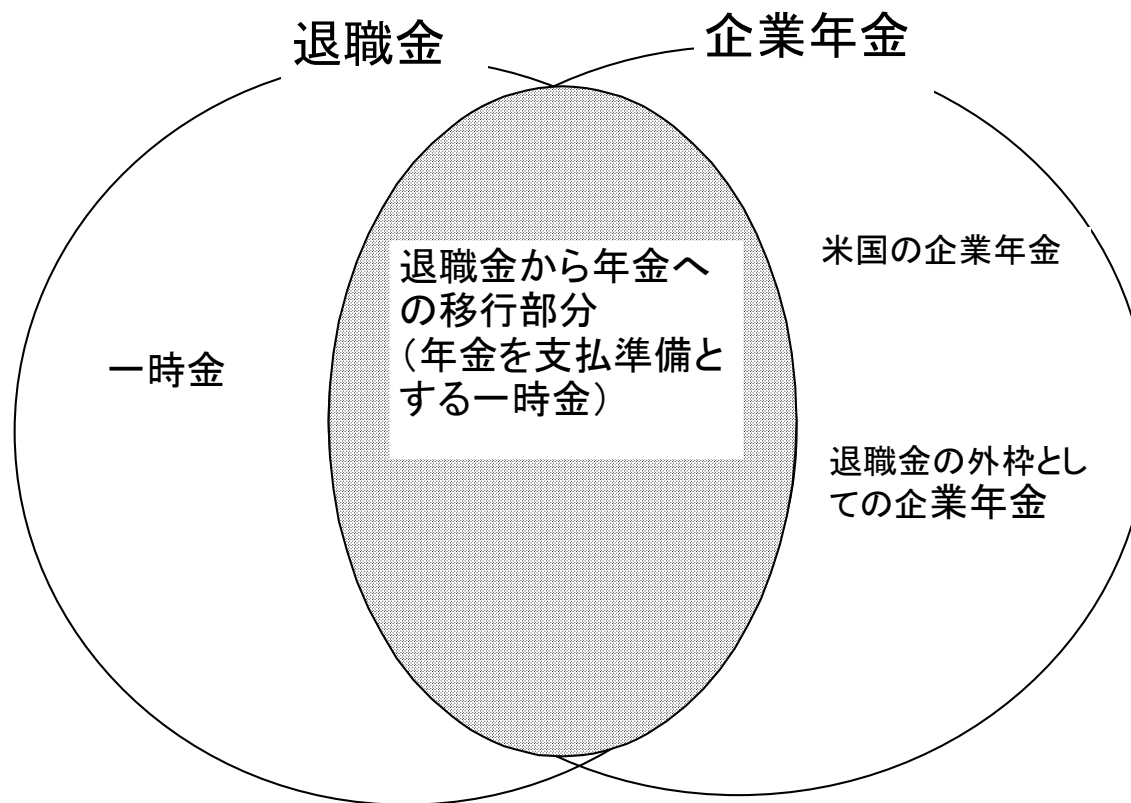 退職金
企業年金
米国の企業年金
退職金から年金へ
の移行部分
（年金を支払準備と
する一時金）
一時金
退職金の外枠とし
ての企業年金